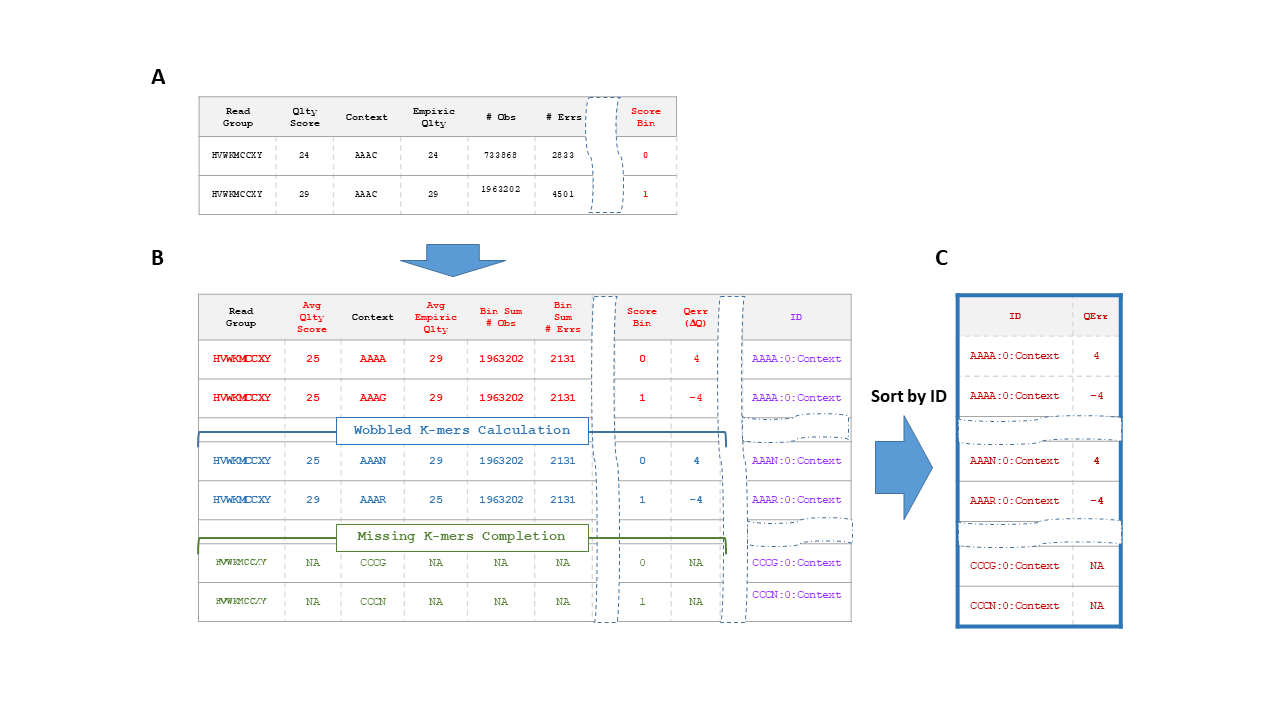 A
Read Group Qlty Score Context Empiric Qlty # Obs # Errs Score Bin
HVWKMCCXY 24 AAAC 24 733868 2833 0
HVWKMCCXY 29 AAAC 29 1963202 4501 1
B
Read Group Avg Qlty Score Context Avg Empiric Qlty Bin Sum # Obs Bin Sum # Errs Score Bin Qerr (ΔQ) ID
HVWKMCCXY 25 AAAA 29 1963202 2131 0 4 AAAA:0:Context
HVWKMCCXY 25 AAAG 29 1963202 2131 1 -4 AAAA:0:Context
Wobbled K-mers Calculation
HVWKMCCXY 25 AAAN 29 1963202 2131 0 4 AAAN:0:Context
HVWKMCCXY 29 AAAR 25 1963202 2131 1 -4 AAAR:0:Context
Missing K-mers Completion
HVWKMCCXY NA CCCG NA NA NA 0 NA CCCG:0:Context
HVWKMCCXY NA CCCN NA NA NA 1 NA CCCN:0:Context
Sort by ID
C
ID QErr
AAAA:0:Context 4
AAAA:0:Context -4
AAAN:0:Context 4
AAAR:0:Context -4
CCCG:0:Context NA
CCCN:0:Context NA